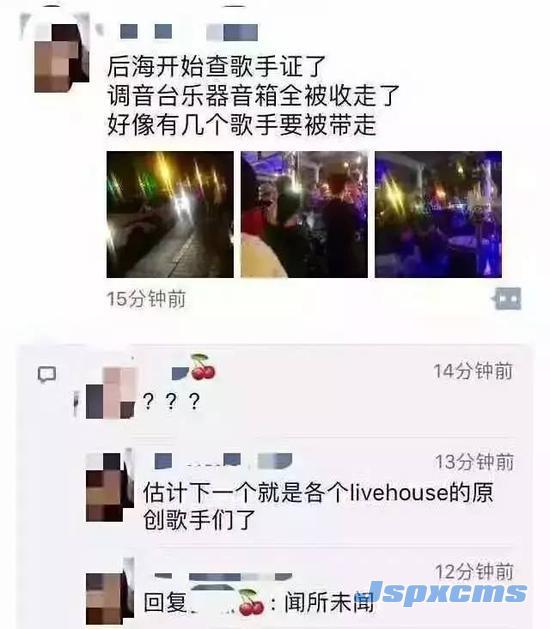 后海开始查歌手证了
调音台乐器音箱全被收走了
好像有几个歌手要被带走
15分钟前
14分钟前
？？？
13分钟前
估计下一个就是各个livehouse的原
创歌手们了
12分钟前
回复 : 闻所未闻
Jspxcms